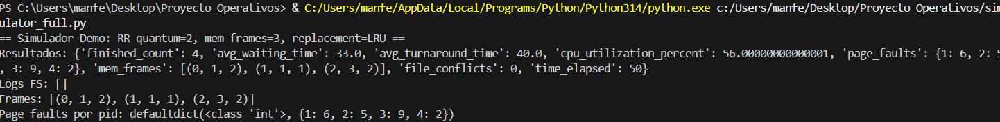 PS C:\Users\manfe\Desktop\Proyecto_Operativos> & C:/Users/manfe/AppData/Local/Programs/Python/Python314/python.exe c:/Users/manfe/Desktop/Proyecto_Operativos/sim
ulator_full.py
== Simulador Demo: RR quantum=2, mem frames=3, replacement=LRU ==
Resultados: {'finished_count': 4, 'avg_waiting_time': 33.0, 'avg_turnaround_time': 40.0, 'cpu_utilization_percent': 56.00000000000001, 'page_faults': {1: 6, 2: 5
, 3: 9, 4: 2}, 'mem_frames': [(0, 1, 2), (1, 1, 1), (2, 3, 2)], 'file_conflicts': 0, 'time_elapsed': 50}
Logs FS: []
Frames: [(0, 1, 2), (1, 1, 1), (2, 3, 2)]
Page faults por pid: defaultdict(<class 'int'>, {1: 6, 2: 5, 3: 9, 4: 2})